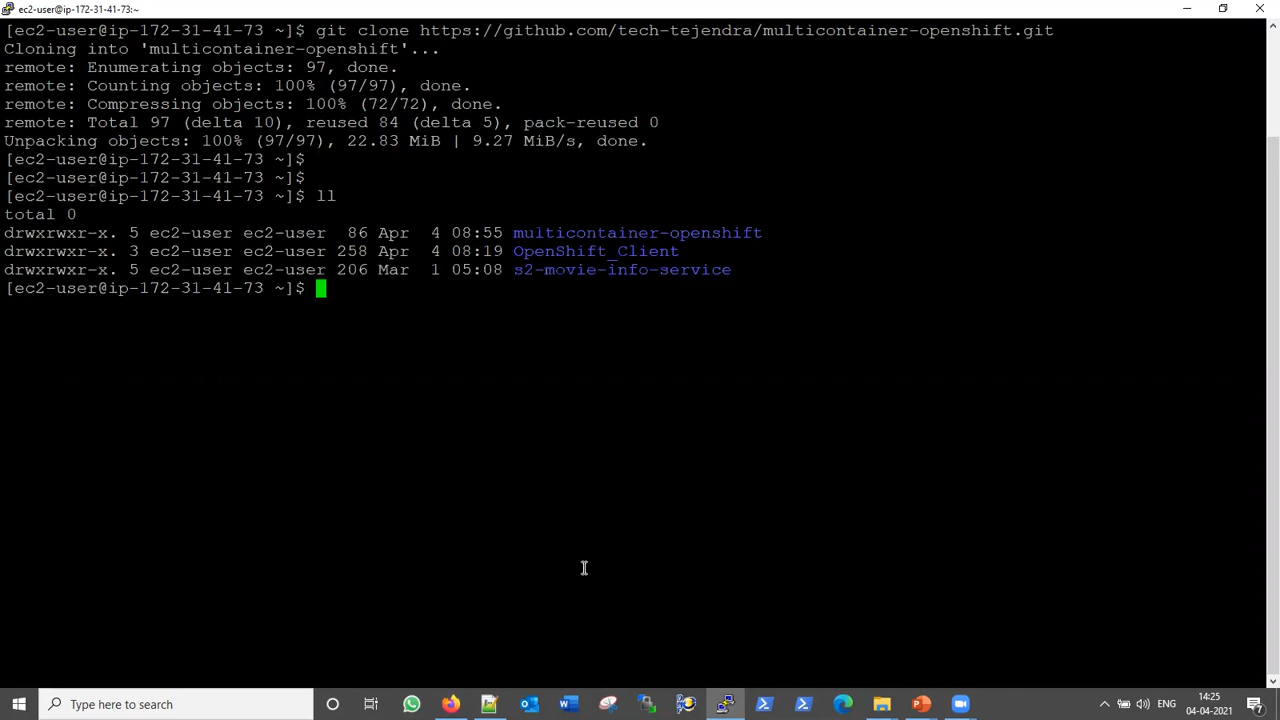 ec2-user@ip-172-31-41-73:~
[ec2-user@ip-172-31-41-73 ~]$ git clone https://github.com/tech-tejendra/multicontainer-openshift.git
Cloning into 'multicontainer-openshift'...
remote: Enumerating objects: 97, done.
remote: Counting objects: 100% (97/97), done.
remote: Compressing objects: 100% (72/72), done.
remote: Total 97 (delta 10), reused 84 (delta 5), pack-reused 0
Unpacking objects: 100% (97/97), 22.83 MiB | 9.27 MiB/s, done.
[ec2-user@ip-172-31-41-73 ~]$
[ec2-user@ip-172-31-41-73 ~]$
[ec2-user@ip-172-31-41-73 ~]$ ll
total 0
drwxrwxr-x. 5 ec2-user ec2-user  86 Apr  4 08:55 multicontainer-openshift
drwxrwxr-x. 3 ec2-user ec2-user 258 Apr  4 08:19 OpenShift_Client
drwxrwxr-x. 5 ec2-user ec2-user 206 Mar  1 05:08 s2-movie-info-service
[ec2-user@ip-172-31-41-73 ~]$
Type here to search
ENG
14:25
04-04-2021